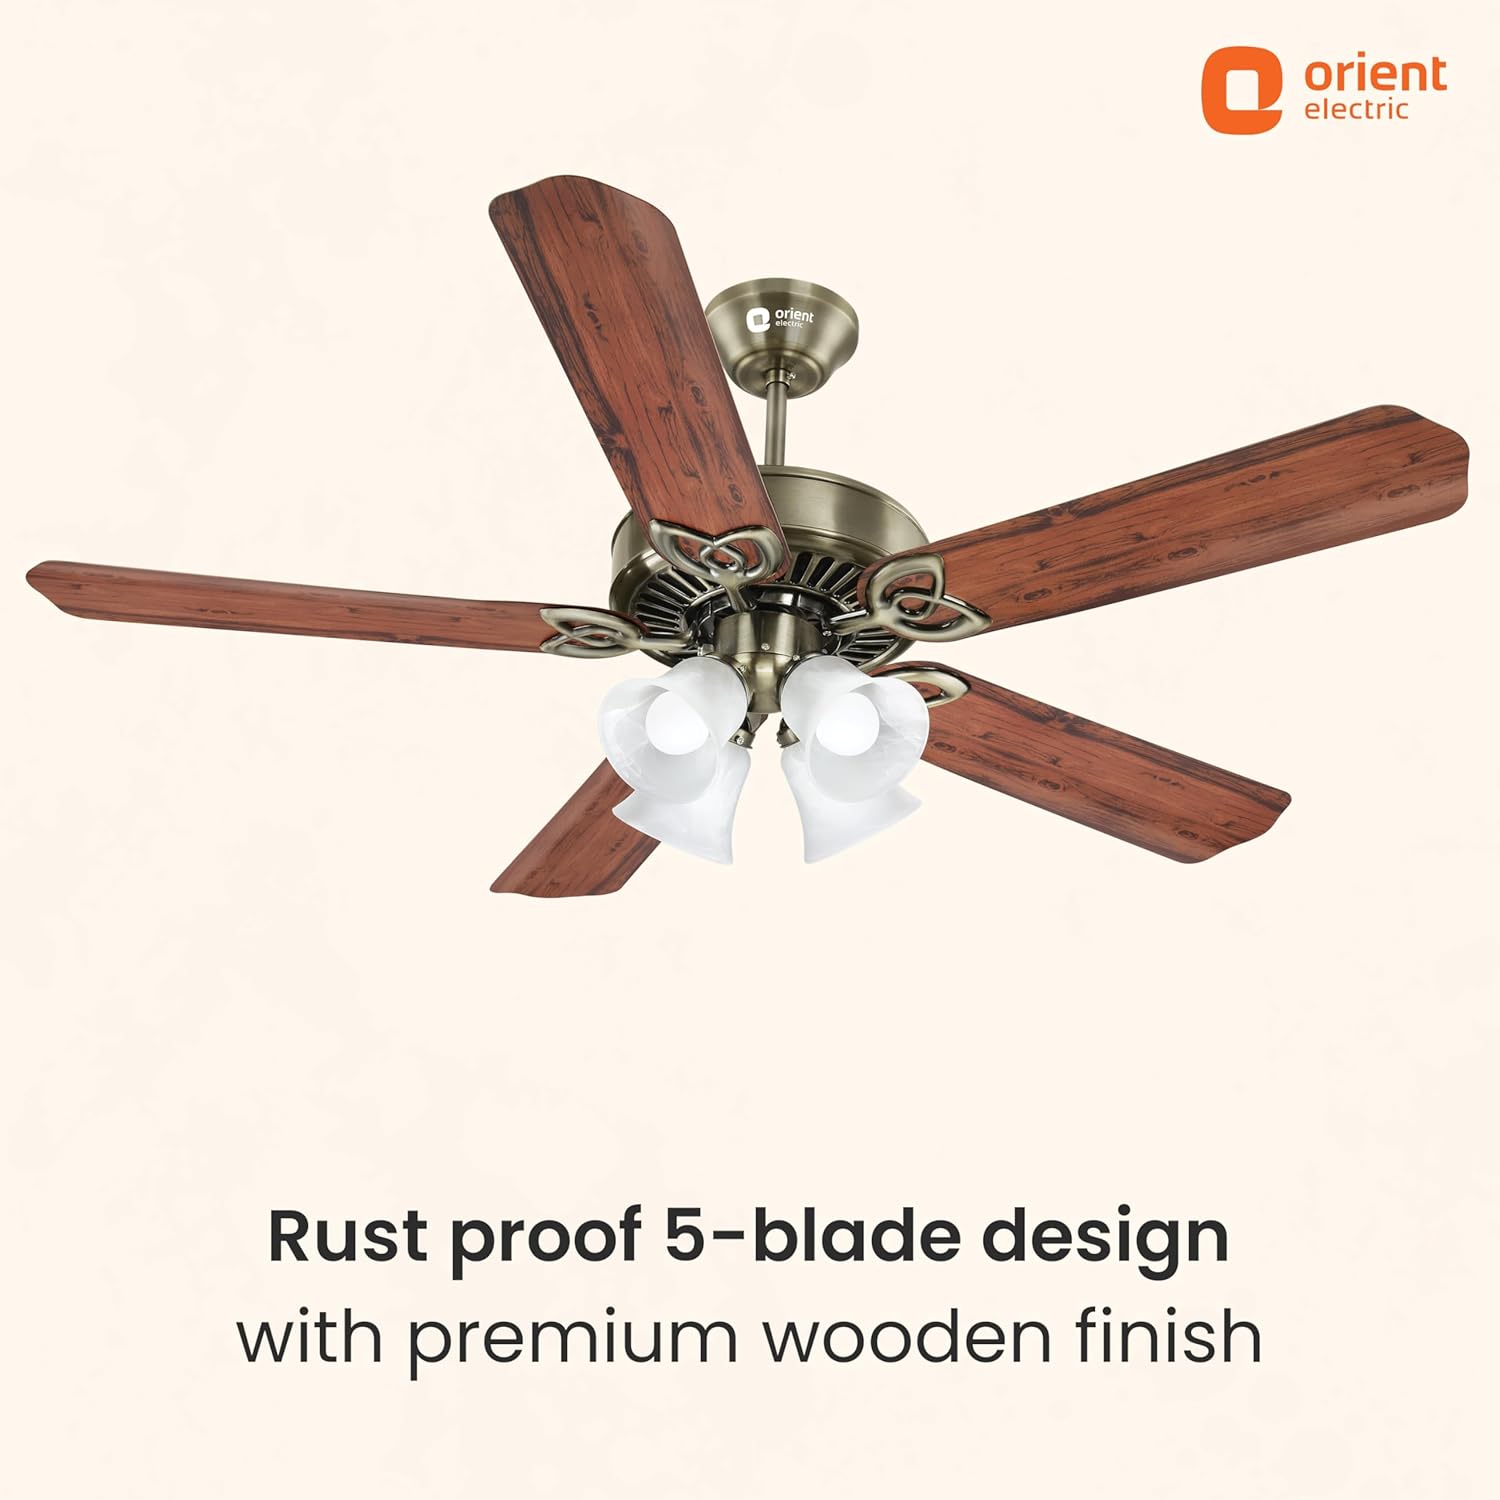 orient
electric
orient
electric
Rust proof 5-blade design
with premium wooden finish